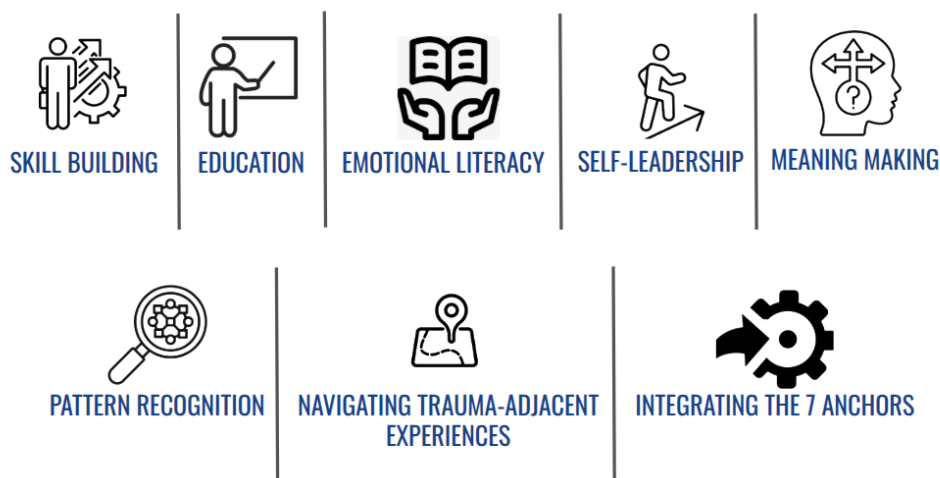 SKILL BUILDING
EDUCATION
EMOTIONAL LITERACY
SELF-LEADERSHIP
MEANING MAKING
?
PATTERN RECOGNITION
NAVIGATING TRAUMA-ADJACENT
EXPERIENCES
INTEGRATING THE 7 ANCHORS